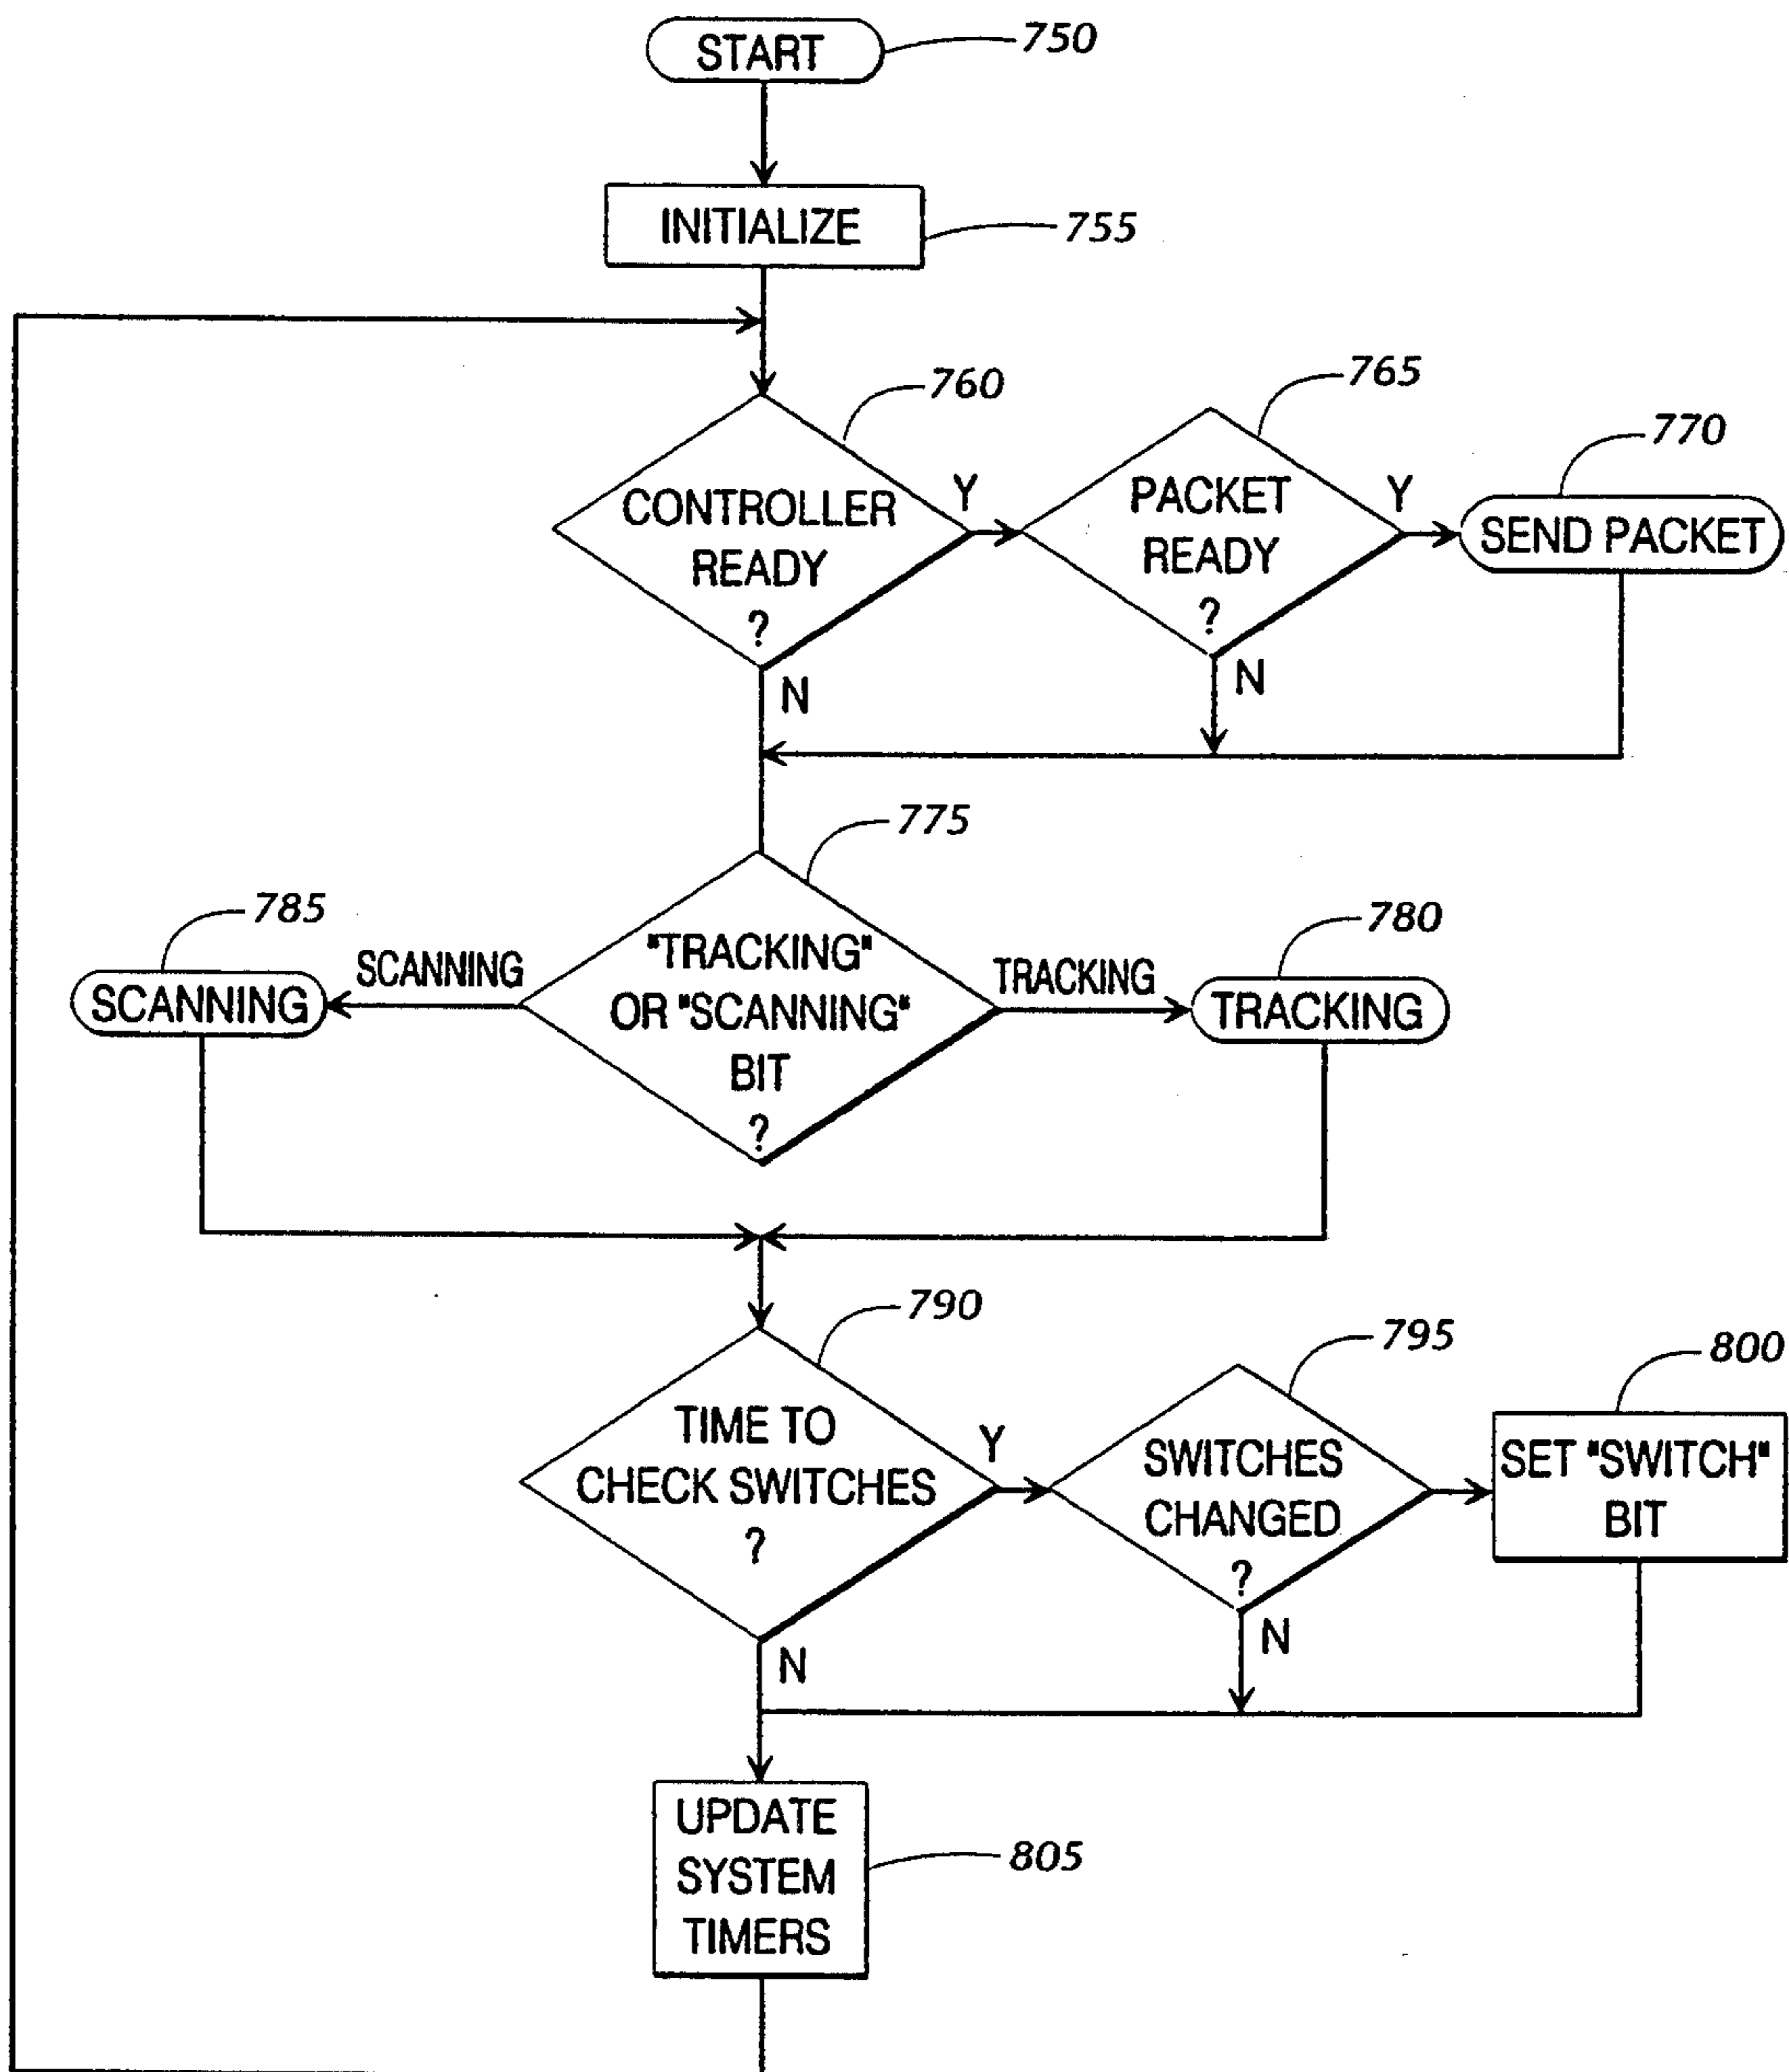 START
750
INITIALIZE
755
760
765
770
CONTROLLER
READY
?
Y
PACKET
READY
?
Y
SEND PACKET
N
N
775
785
780
SCANNING
SCANNING
"TRACKING"
OR "SCANNING"
BIT
?
TRACKING
TRACKING
790
795
800
TIME TO
CHECK SWITCHES
?
Y
SWITCHES
CHANGED
?
SET "SWITCH"
BIT
N
N
UPDATE
SYSTEM
TIMERS
805